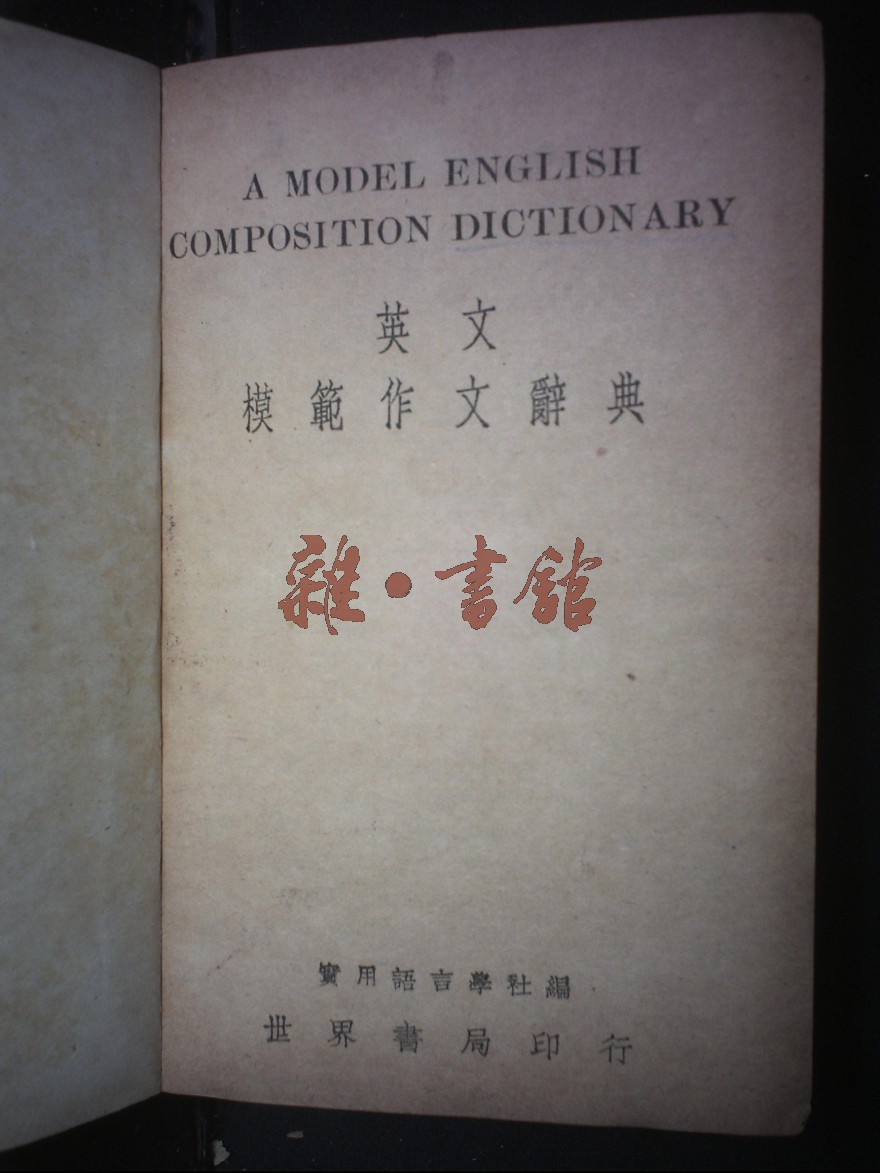 A MODEL ENGLISH
COMPOSITION DICTIONARY
英文
模範作文辭典
雜·書館
實用語言學社編
世界書局印行